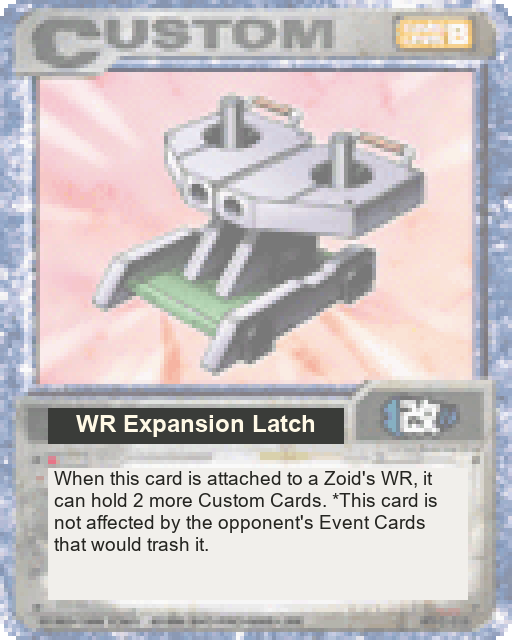 CUSTOM
B
WR Expansion Latch
When this card is attached to a Zoid's WR, it
can hold 2 more Custom Cards. *This card is
not affected by the opponent's Event Cards
that would trash it.